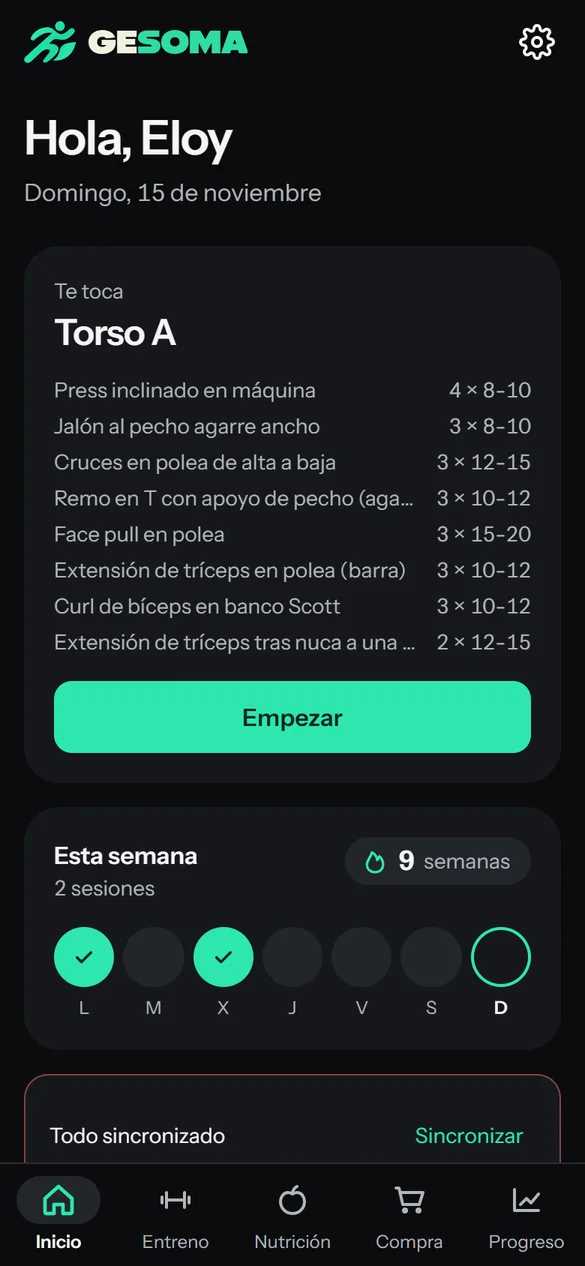 GESOMA
Hola, Eloy
Domingo, 15 de noviembre
Te toca
Torso A
Press inclinado en máquina 4 × 8-10
Jalón al pecho agarre ancho 3 × 8-10
Cruces en polea de alta a baja 3 × 12-15
Remo en T con apoyo de pecho (aga... 3 × 10-12
Face pull en polea 3 × 15-20
Extensión de tríceps en polea (barra) 3 × 10-12
Curl de bíceps en banco Scott 3 × 10-12
Extensión de tríceps tras nuca a una ... 2 × 12-15
Empezar
Esta semana
9 semanas
2 sesiones
L M X J V S D
Todo sincronizado Sincronizar
Inicio Entreno Nutrición Compra Progreso